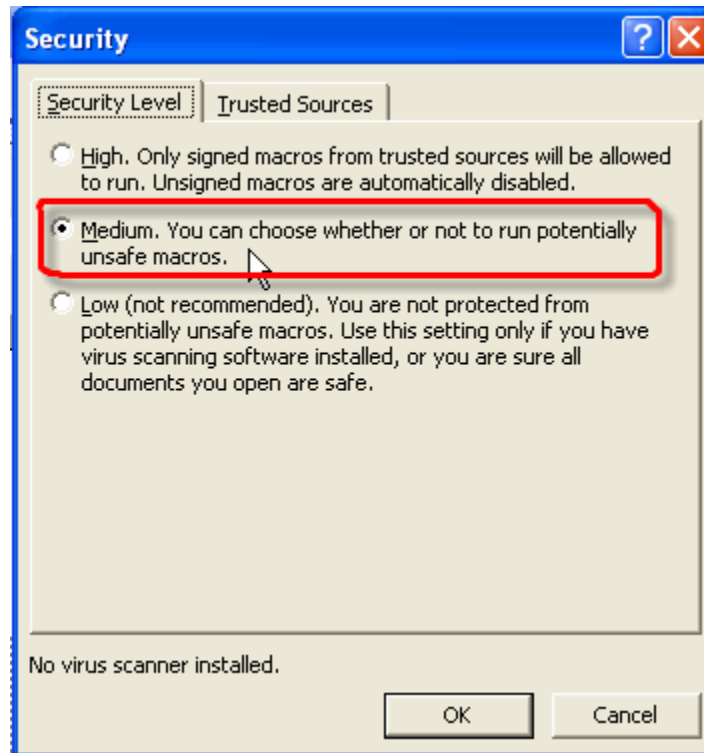 Security
?
Security Level
Trusted Sources
High. Only signed macros from trusted sources will be allowed
to run. Unsigned macros are automatically disabled.
Medium. You can choose whether or not to run potentially
unsafe macros.
Low (not recommended). You are not protected from
potentially unsafe macros. Use this setting only if you have
virus scanning software installed, or you are sure all
documents you open are safe.
No virus scanner installed.
OK
Cancel